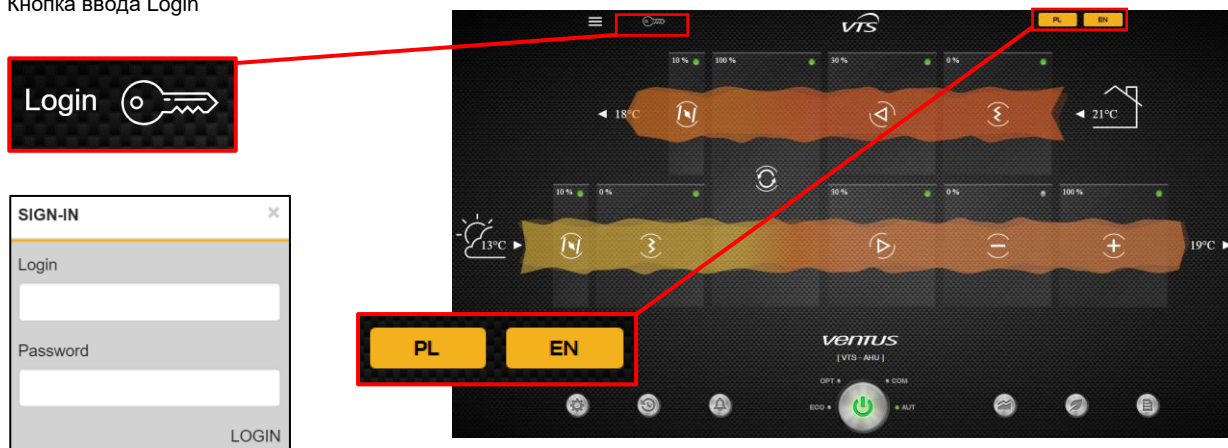 Кнопка ввода Login
Login
VTS
PL EN
10 % 100 % 30 % 0 %
18°C
21°C
10 % 0 % 30 % 0 % 100 %
13°C
19°C
SIGN-IN ×
Login
Password
LOGIN
PL EN
VENTUS
[ VTS - AHU ]
OPT COM
ECO AUT